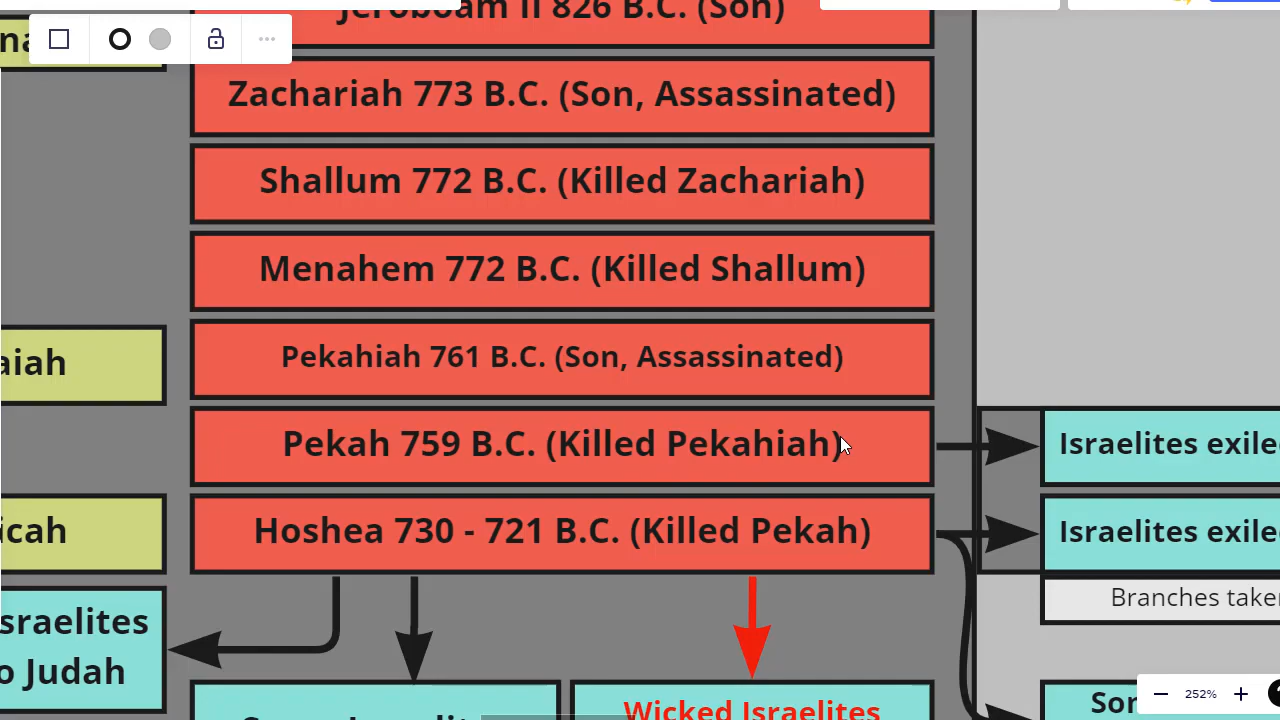 Jeroboam II 826 B.C. (Son)
Zachariah 773 B.C. (Son, Assassinated)
Shallum 772 B.C. (Killed Zachariah)
Menahem 772 B.C. (Killed Shallum)
Pekahiah 761 B.C. (Son, Assassinated)
aiah
Pekah 759 B.C. (Killed Pekahiah)
Israelites exile
Hoshea 730 - 721 B.C. (Killed Pekah)
icah
Israelites exile
Branches take
sraelites
o Judah
Wicked Israelites
252%